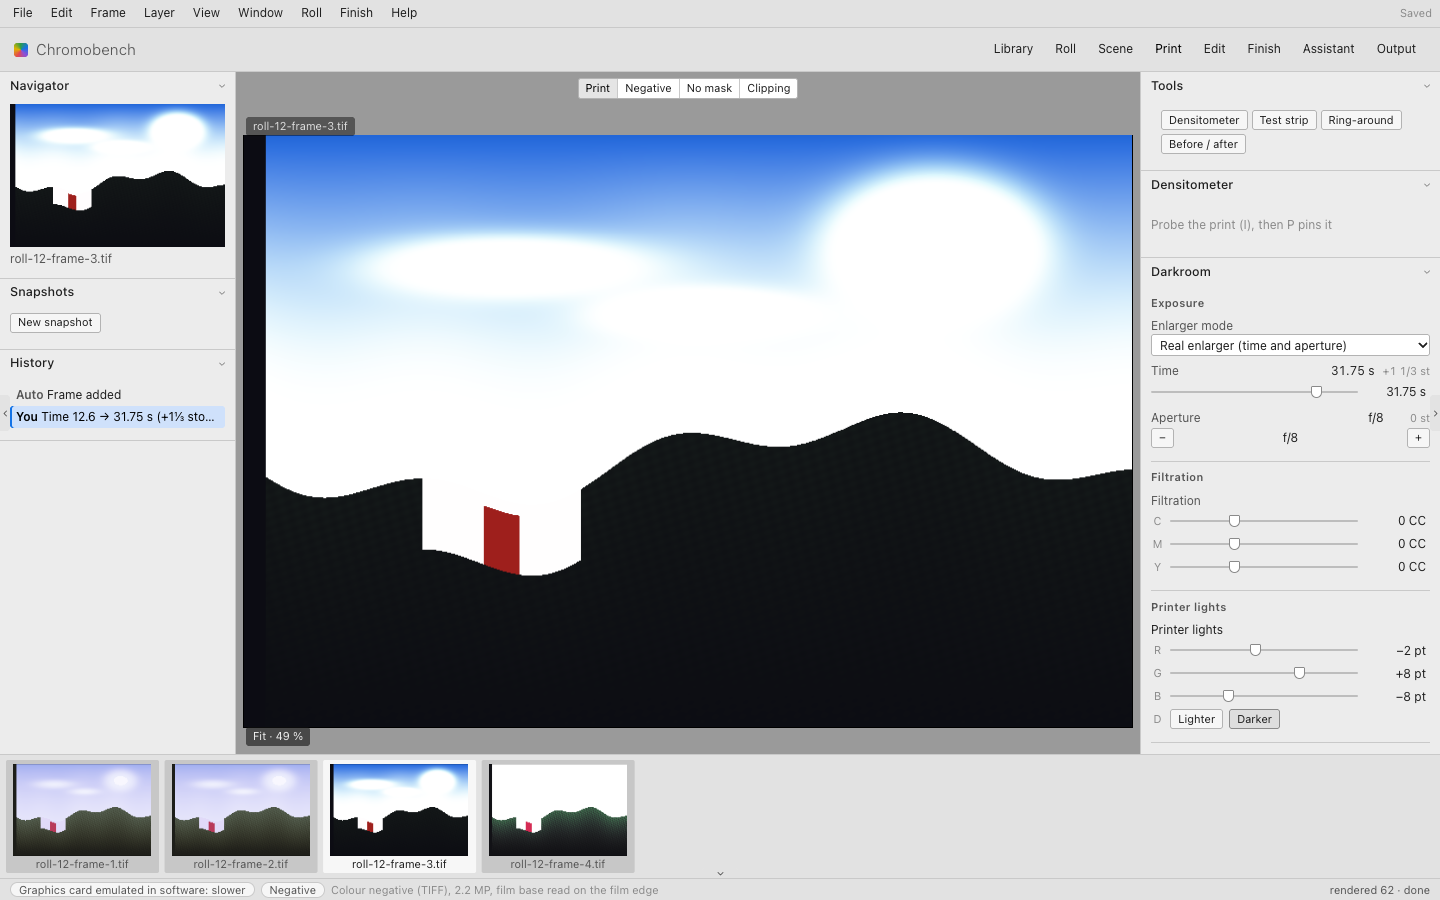 File Edit Frame Layer View Window Roll Finish Help
Saved
Chromobench
Library Roll Scene Print Edit Finish Assistant Output
Navigator
roll-12-frame-3.tif
Snapshots
New snapshot
History
Auto Frame added
You Time 12.6 → 31.75 s (+1⅓ sto...
Print Negative No mask Clipping
roll-12-frame-3.tif
Fit · 49 %
Tools
Densitometer Test strip Ring-around
Before / after
Densitometer
Probe the print (I), then P pins it
Darkroom
Exposure
Enlarger mode
Real enlarger (time and aperture)
Time 31.75 s +1 1/3 st
31.75 s
Aperture f/8 0 st
− f/8 +
Filtration
Filtration
C 0 CC
M 0 CC
Y 0 CC
Printer lights
Printer lights
R −2 pt
G +8 pt
B −8 pt
D Lighter Darker
roll-12-frame-1.tif roll-12-frame-2.tif roll-12-frame-3.tif roll-12-frame-4.tif
Graphics card emulated in software: slower Negative Colour negative (TIFF), 2.2 MP, film base read on the film edge
rendered 62 · done